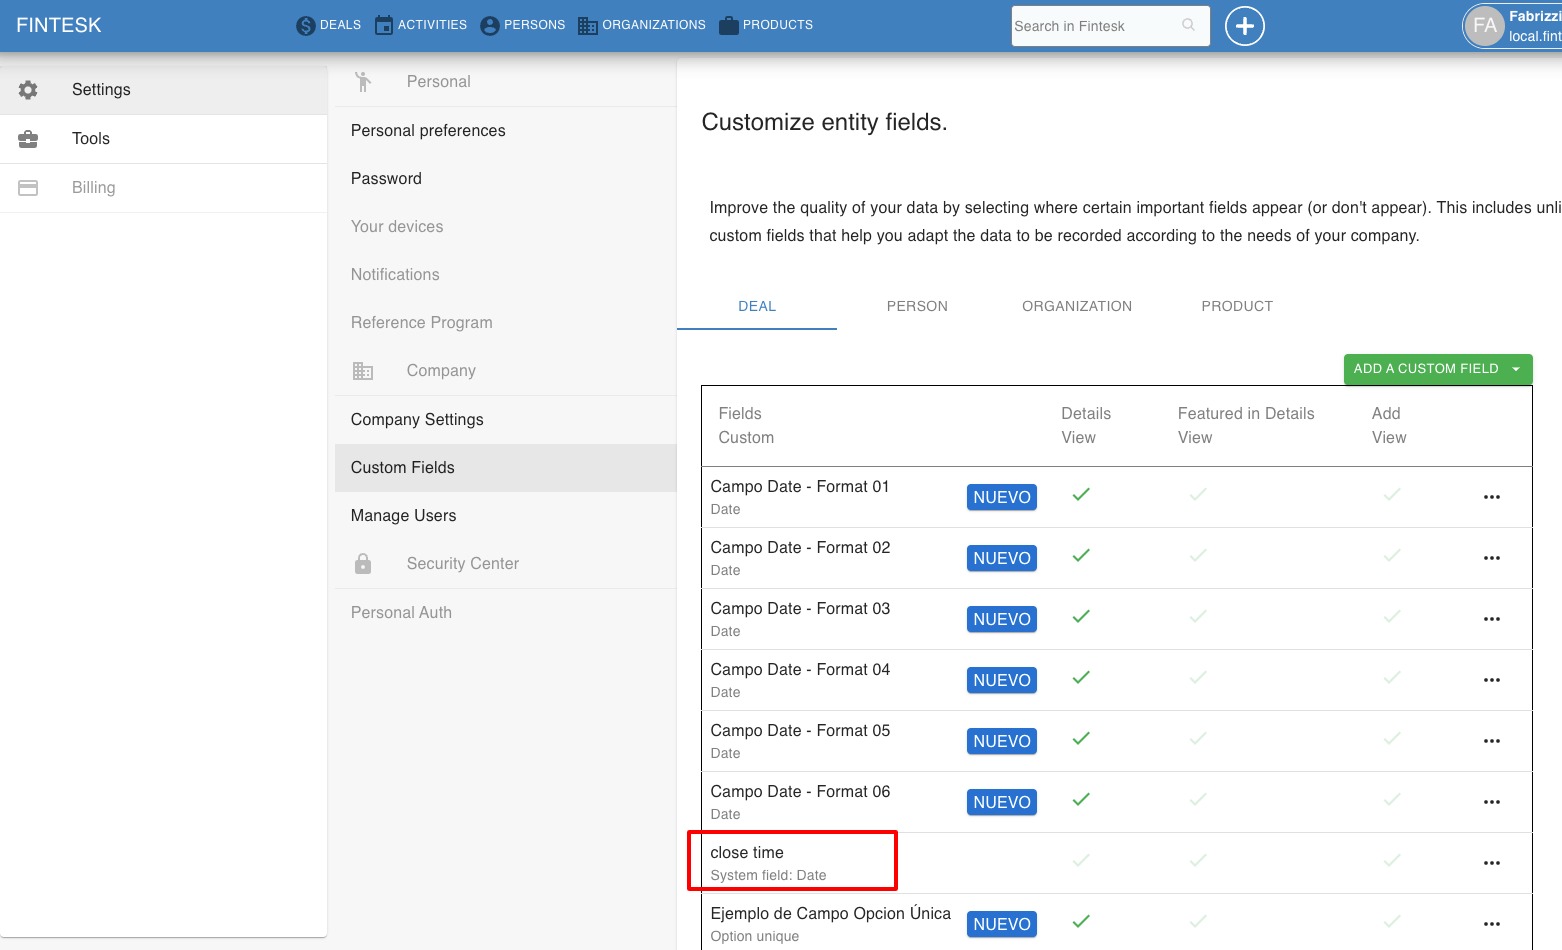 FINTESK
DEALS
ACTIVITIES
PERSONS
ORGANIZATIONS
PRODUCTS
Search in Fintesk
FA
Fabrizzi
local.fint
Settings
Tools
Billing
Personal
Personal preferences
Password
Your devices
Notifications
Reference Program
Company
Company Settings
Custom Fields
Manage Users
Security Center
Personal Auth
Customize entity fields.
Improve the quality of your data by selecting where certain important fields appear (or don't appear). This includes unli
custom fields that help you adapt the data to be recorded according to the needs of your company.
DEAL
PERSON
ORGANIZATION
PRODUCT
ADD A CUSTOM FIELD
Fields
Custom
Details
View
Featured in Details
View
Add
View
Campo Date - Format 01
Date
NUEVO
Campo Date - Format 02
Date
NUEVO
Campo Date - Format 03
Date
NUEVO
Campo Date - Format 04
Date
NUEVO
Campo Date - Format 05
Date
NUEVO
Campo Date - Format 06
Date
NUEVO
close time
System field: Date
Ejemplo de Campo Opcion Única
Option unique
NUEVO